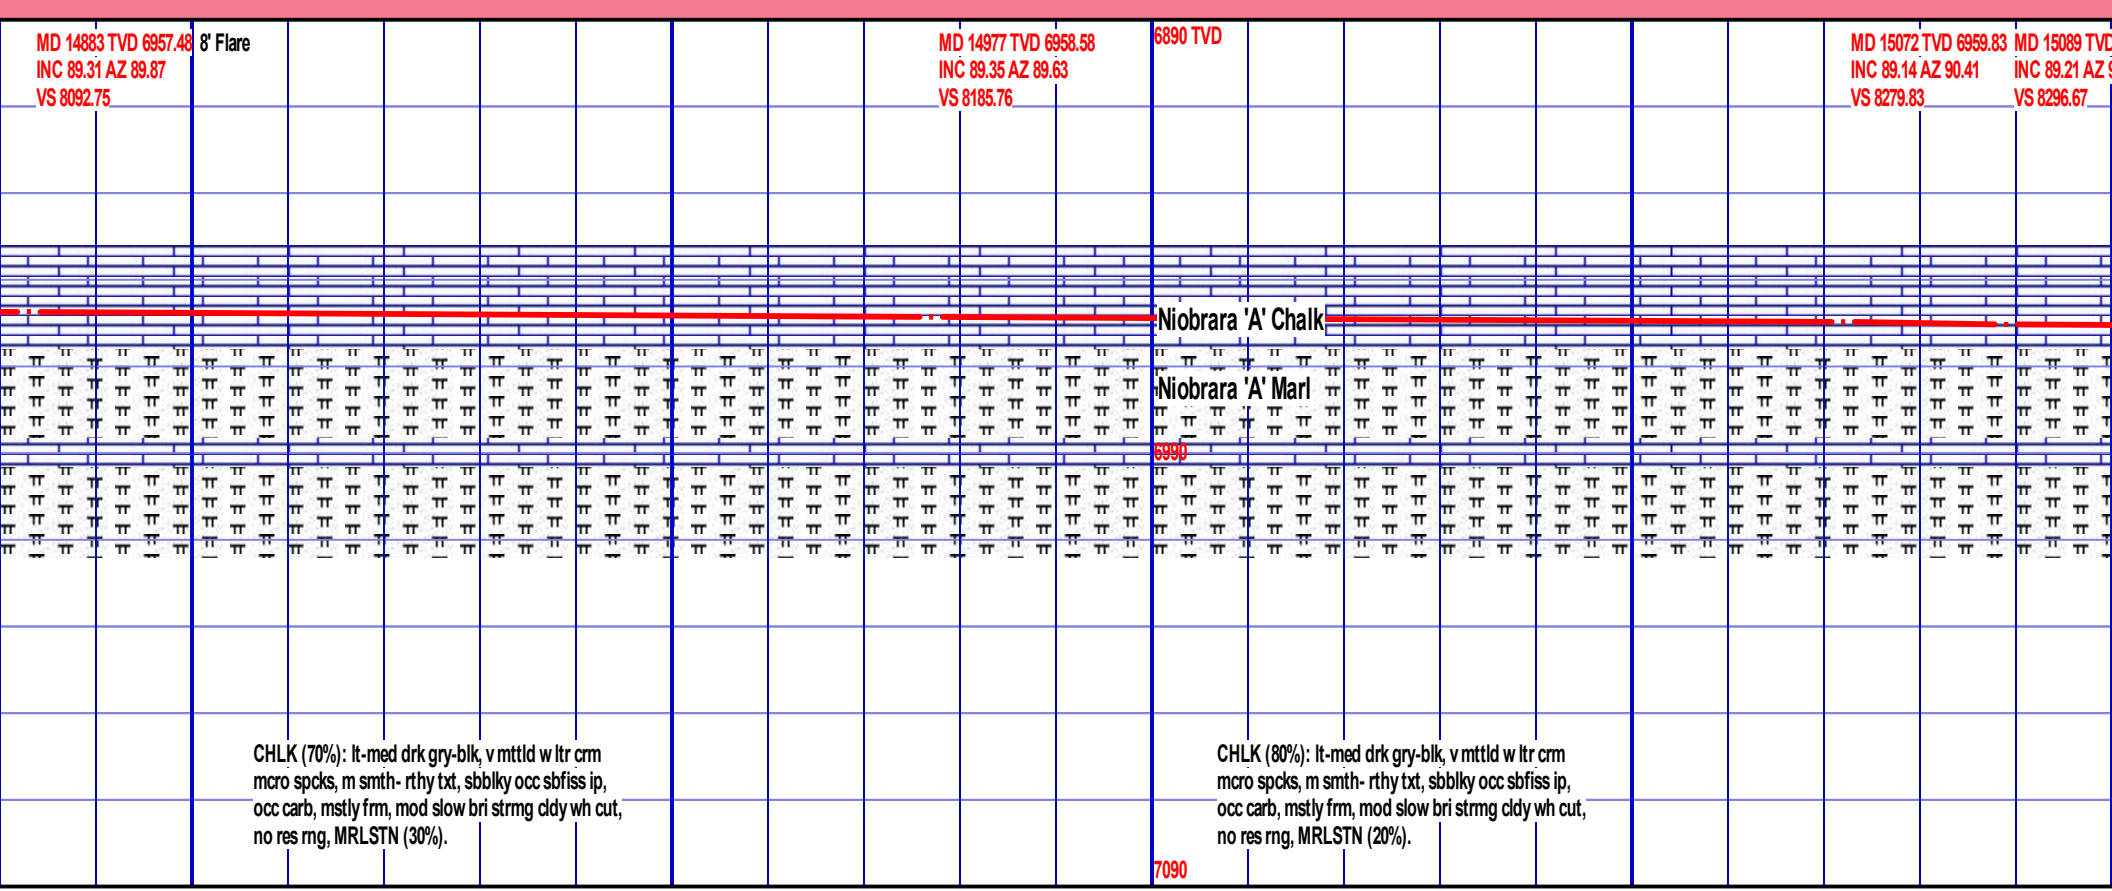 MD 14883 TVD 6957.48
INC 89.31 AZ 89.87
VS 8092.75
8' Flare
MD 14977 TVD 6958.58
INC 89.35 AZ 89.63
VS 8185.76
6890 TVD
MD 15072 TVD 6959.83
INC 89.14 AZ 90.41
VS 8279.83
MD 15089 TVD
INC 89.21 AZ
VS 8296.67
Niobrara 'A' Chalk
Niobrara 'A' Marl
6990
CHLK (70%): lt-med drk gry-blk, v mttld w ltr crm
mcro spcks, m smth- rthy txt, sbblky occ sbfiss ip,
occ carb, mstly frm, mod slow bri strmg cldy wh cut,
no res rng, MRLSTN (30%).
CHLK (80%): lt-med drk gry-blk, v mttld w ltr crm
mcro spcks, m smth- rthy txt, sbblky occ sbfiss ip,
occ carb, mstly frm, mod slow bri strmg cldy wh cut,
no res rng, MRLSTN (20%).
7090